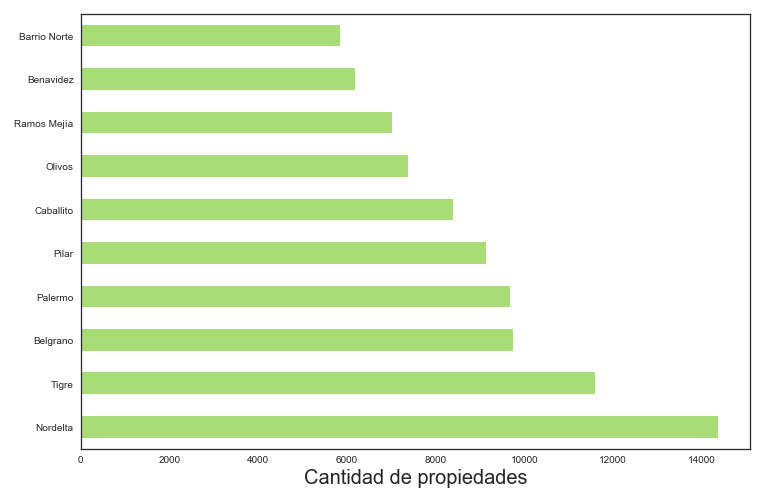 Barrio Norte
Benavidez
Ramos Mejía
Olivos
Caballito
Pilar
Palermo
Belgrano
Tigre
Nordelta
0 2000 4000 6000 8000 10000 12000 14000
Cantidad de propiedades